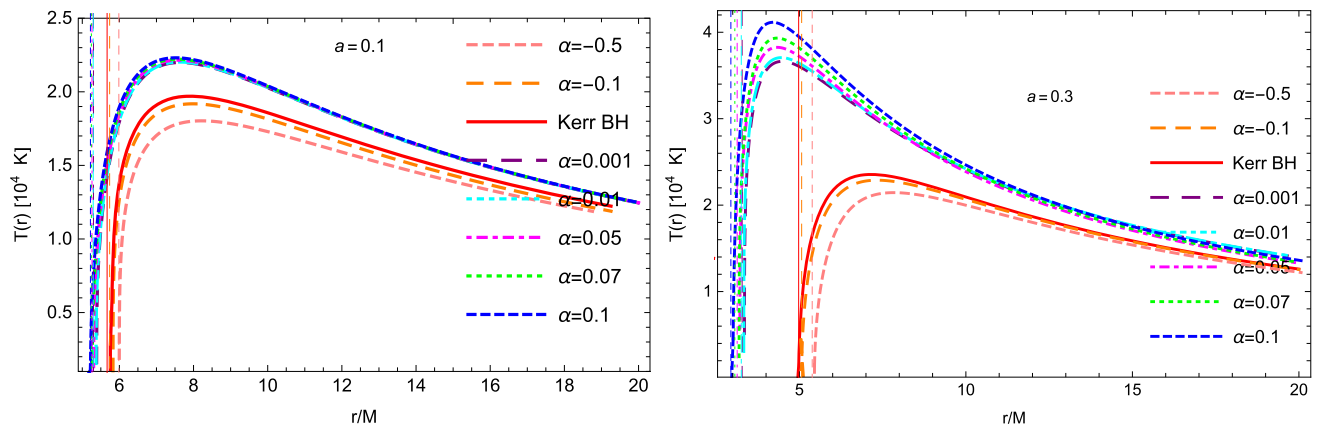 a=0.1
α=−0.5
α=−0.1
Kerr BH
α=0.001
α=0.01
α=0.05
α=0.07
α=0.1
2.5
2.0
1.5
1.0
0.5
T(r) [10⁴ K]
6 8 10 12 14 16 18 20
r/M
a=0.3
α=−0.5
α=−0.1
Kerr BH
α=0.001
α=0.01
α=0.05
α=0.07
α=0.1
4
3
2
1
T(r) [10⁴ K]
5 10 15 20
r/M